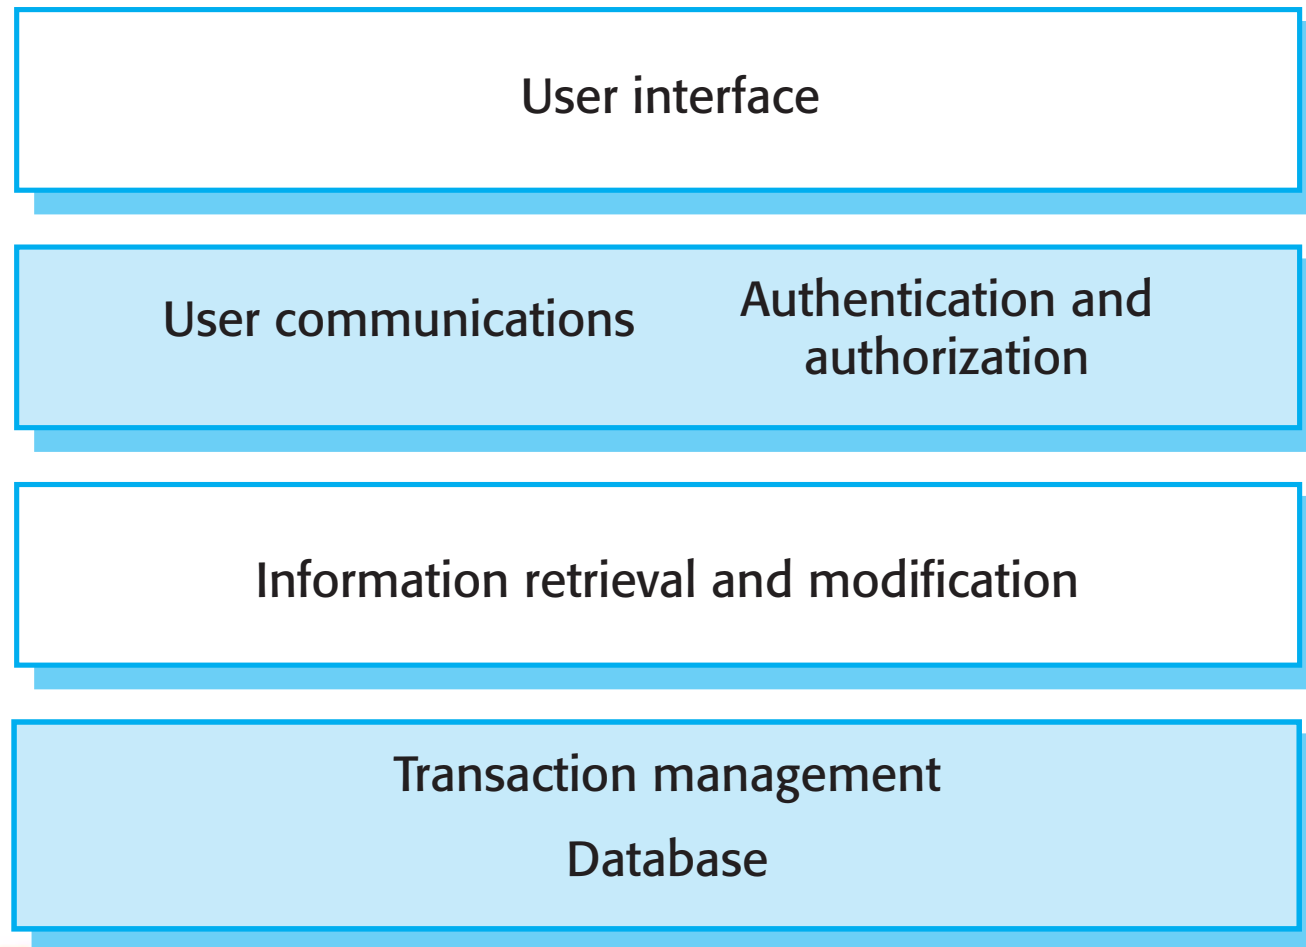 User interface
User communications
Authentication and
authorization
Information retrieval and modification
Transaction management
Database